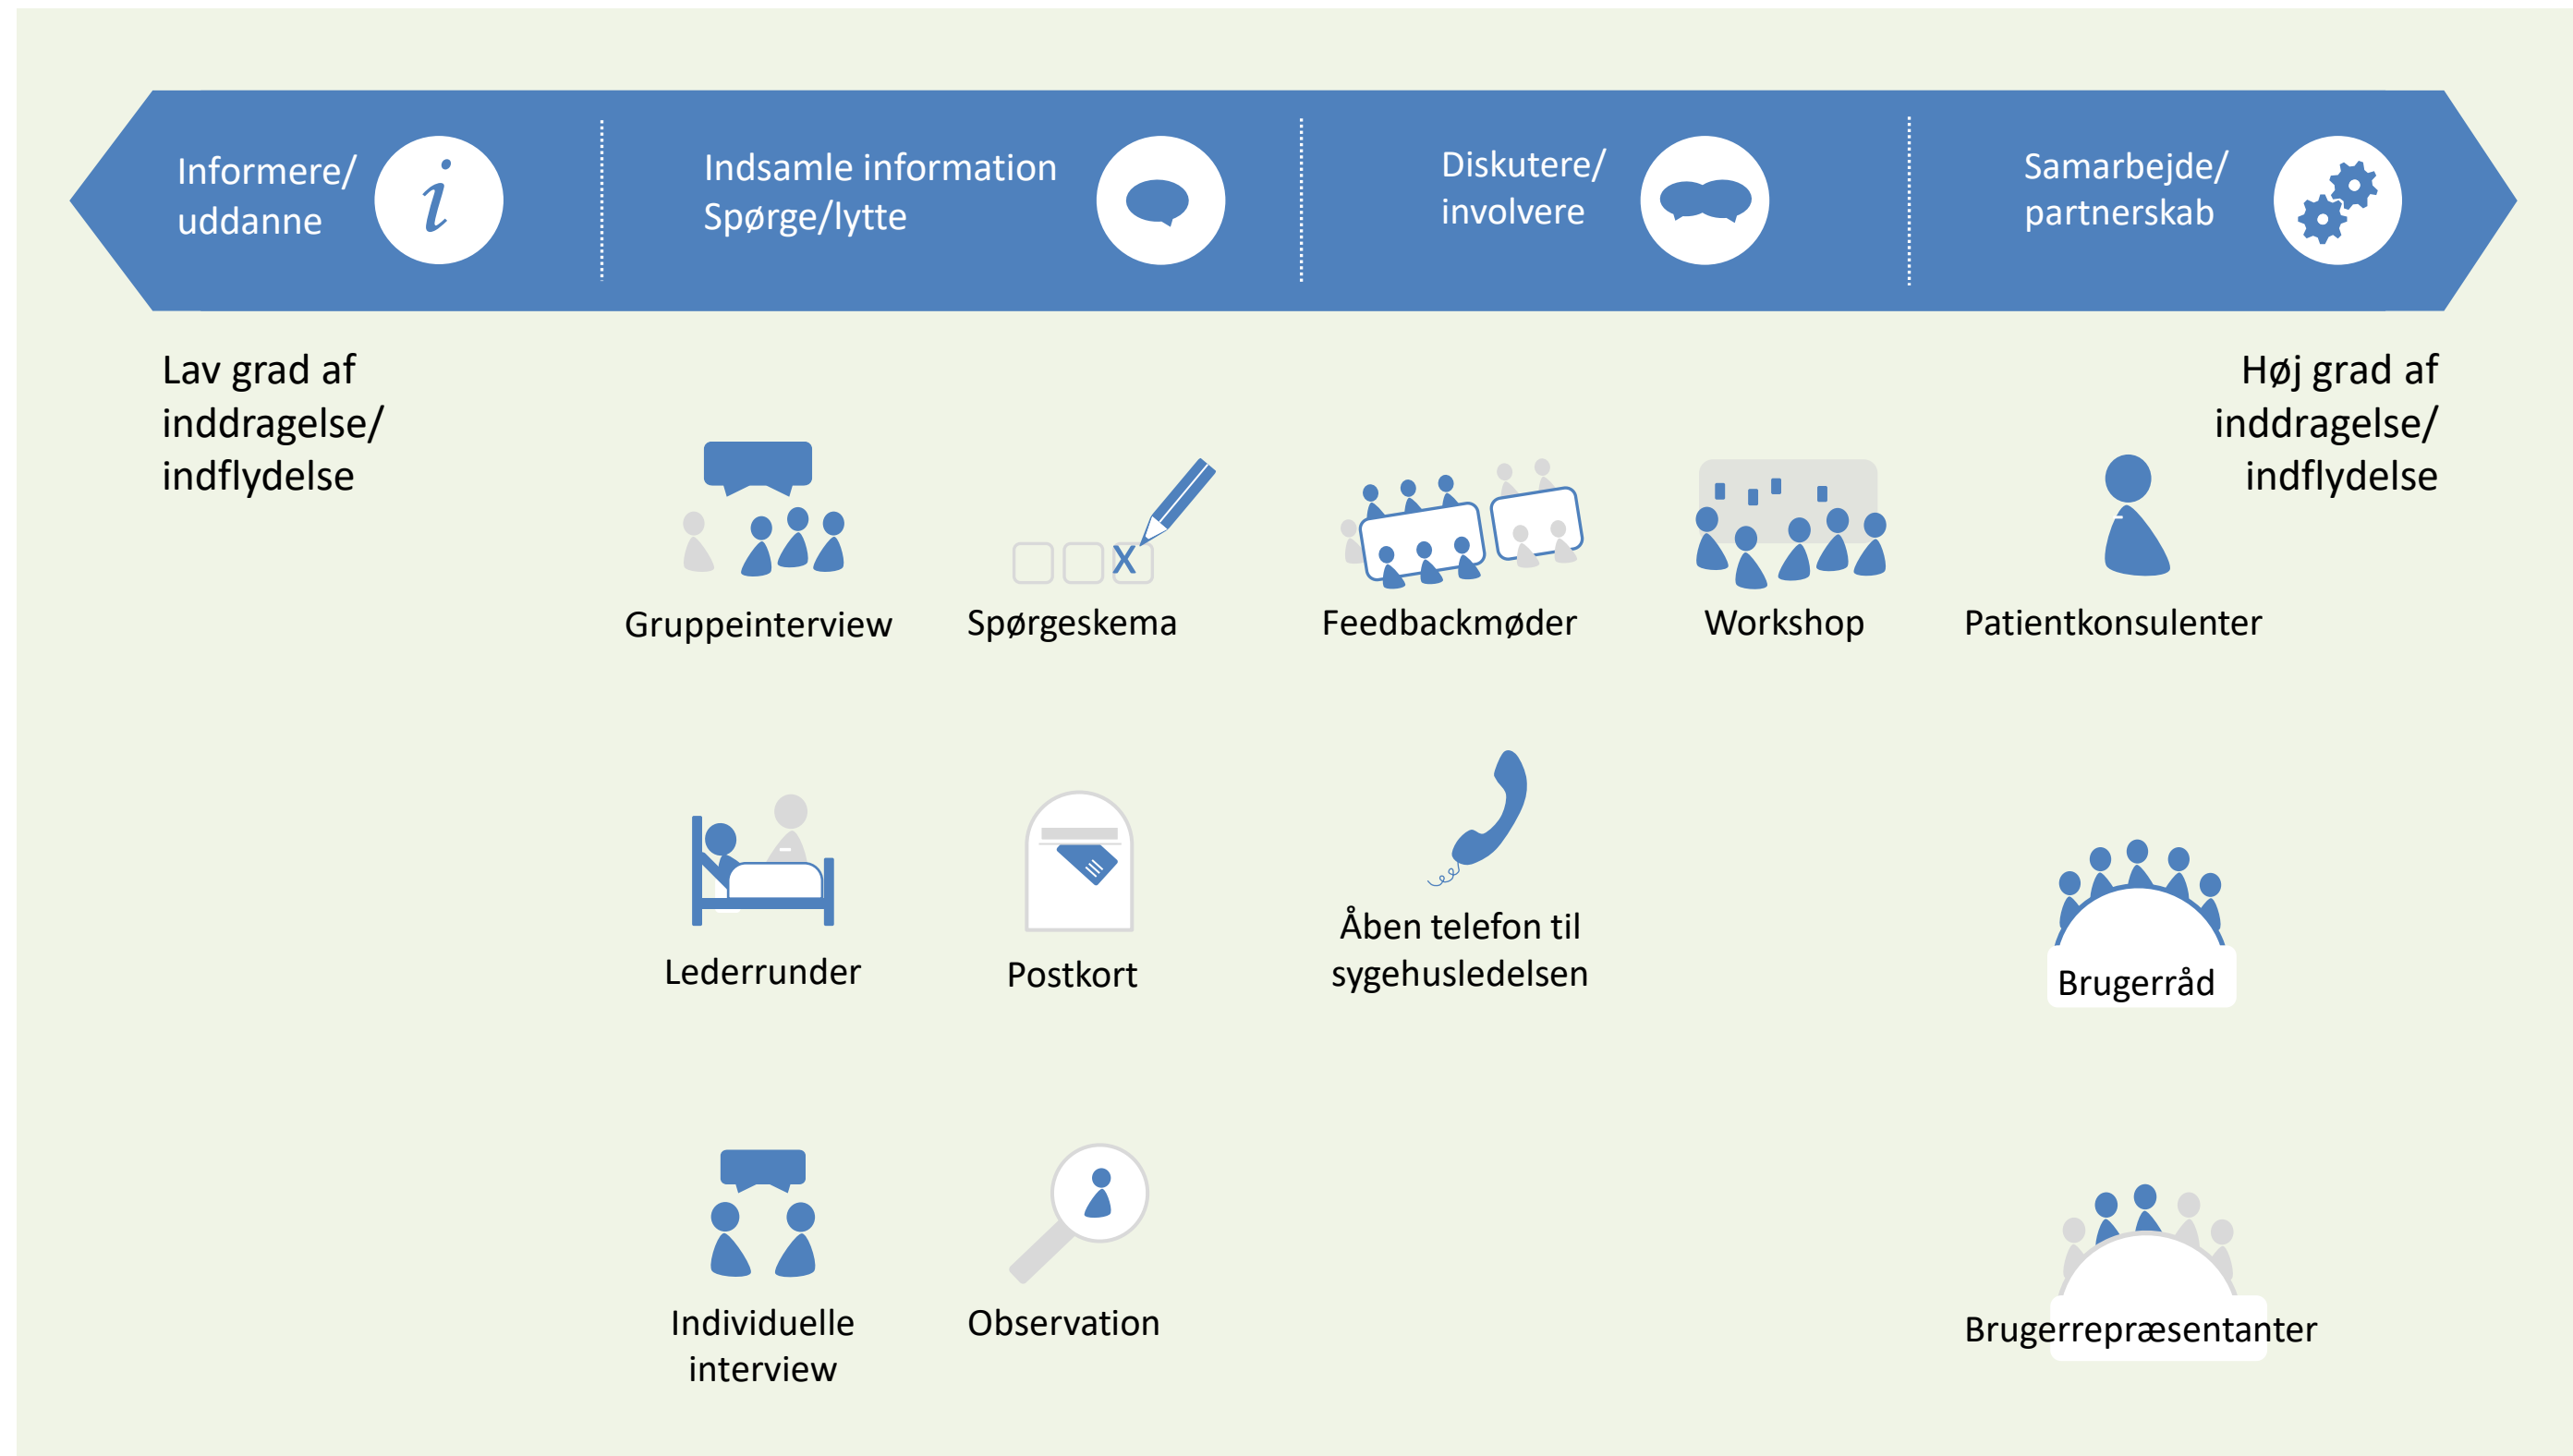 Informere/
uddanne
Indsamle information
Spørge/lytte
Diskutere/
involvere
Samarbejde/
partnerskab
Lav grad af
inddragelse/
indflydelse
Høj grad af
inddragelse/
indflydelse
X
Gruppeinterview
Spørgeskema
Feedbackmøder
Workshop
Patientkonsulenter
Lederrunder
Postkort
Åben telefon til
sygehusledelsen
Brugerråd
Individuelle
interview
Observation
Brugerrepræsentanter